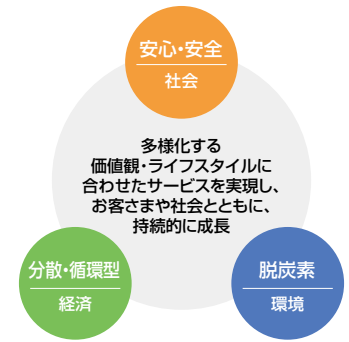 安心・安全
社会
多様化する
価値観・ライフスタイルに
合わせたサービスを実現し、
お客さまや社会とともに、
持続的に成長
分散・循環型
経済
脱炭素
環境